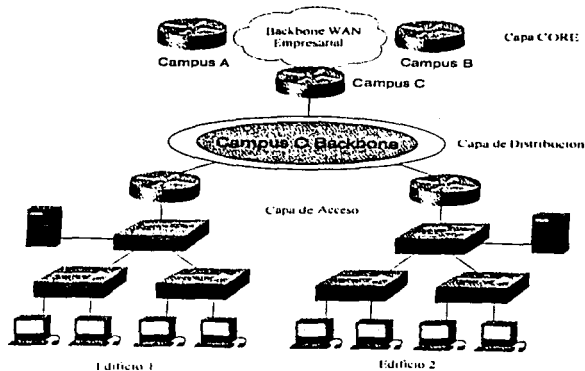 Backbone WAN
Empresarial
Capa CORE
Campus A
Campus B
Campus C
Campus C Backbone
Capa de Distribución
Capa de Acceso
Edificio 1
Edificio 2